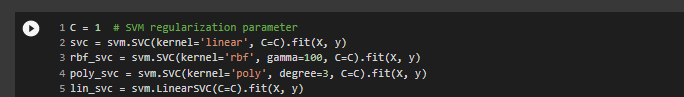 1 C = 1  # SVM regularization parameter
2 svc = svm.SVC(kernel='linear', C=C).fit(X, y)
3 rbf_svc = svm.SVC(kernel='rbf', gamma=100, C=C).fit(X, y)
4 poly_svc = svm.SVC(kernel='poly', degree=3, C=C).fit(X, y)
5 lin_svc = svm.LinearSVC(C=C).fit(X, y)